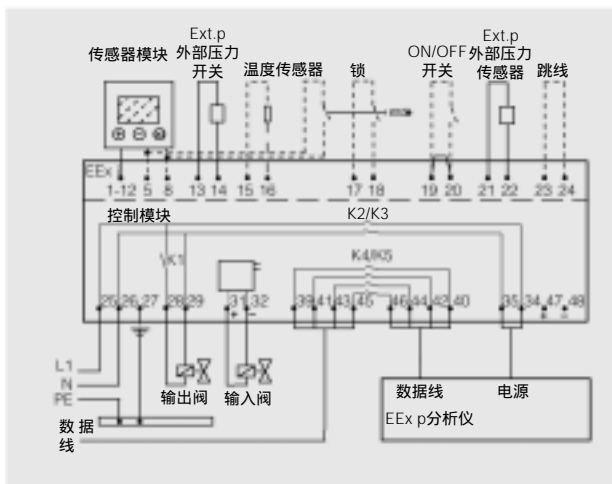 Ext.p
外部压力
开关
传感器模块
温度传感器
锁
ON/OFF
开关
Ext.p
外部压力
传感器
跳线
EEx
1-12 5 8 13 14 15 16 17 18 19 20 21 22 23 24
控制模块
K2/K3
K1
K4/K5
25 26 27 28 29 31 32 39 41 43 45 46 44 42 40 35 34 47 48
+ −
L1
N
PE
输出阀
输入阀
数据线
电源
EEx p分析仪
数 据
线